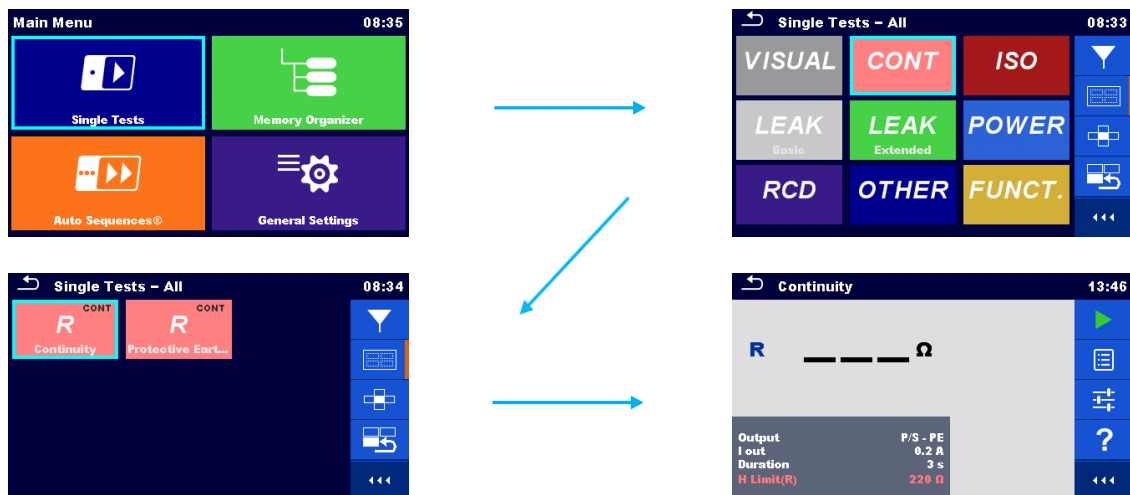 Main Menu 08:35
Single Tests Memory Organizer
Auto Sequences® General Settings
Single Tests – All 08:33
VISUAL CONT ISO
LEAK LEAK POWER
Basic Extended
RCD OTHER FUNCT.
Single Tests – All 08:34
CONT CONT
R R
Continuity Protective Eart...
Continuity 13:46
R ___ Ω
?
Output P/S - PE
I out 0.2 A
Duration 3 s
H Limit(R) 220 Ω